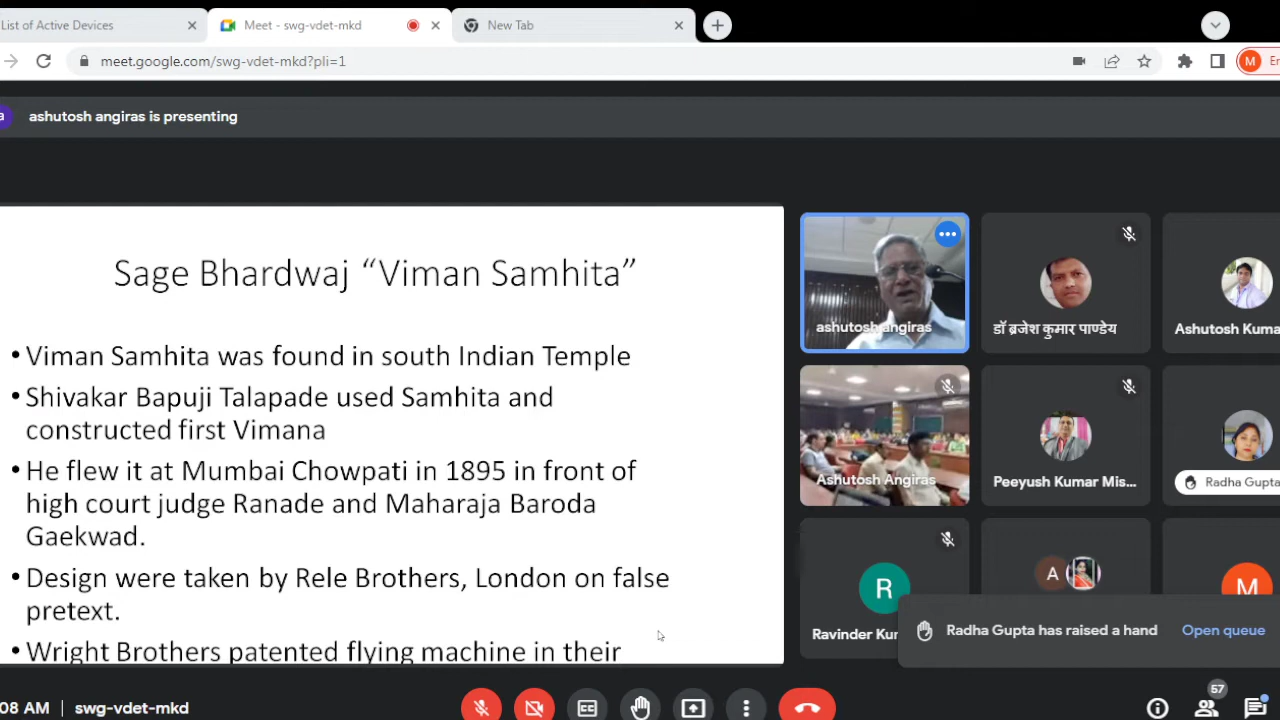 List of Active Devices
Meet - swg-vdet-mkd
New Tab
meet.google.com/swg-vdet-mkd?pli=1
M
ashutosh angiras is presenting
Sage Bhardwaj “Viman Samhita”
• Viman Samhita was found in south Indian Temple
• Shivakar Bapuji Talapade used Samhita and
constructed first Vimana
• He flew it at Mumbai Chowpati in 1895 in front of
high court judge Ranade and Maharaja Baroda
Gaekwad.
• Design were taken by Rele Brothers, London on false
pretext.
• Wright Brothers patented flying machine in their
ashutosh angiras
डॉ ब्रजेश कुमार पाण्डेय
Ashutosh Kuma
Ashutosh Angiras
Peeyush Kumar Mis...
Radha Gupta
R
A
M
Ravinder Kur
Radha Gupta has raised a hand
Open queue
:08 AM | swg-vdet-mkd
57